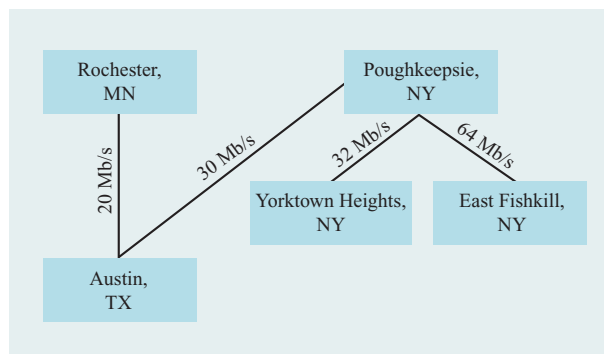 Rochester,
MN
Poughkeepsie,
NY
20 Mb/s
30 Mb/s
32 Mb/s
64 Mb/s
Yorktown Heights,
NY
East Fishkill,
NY
Austin,
TX